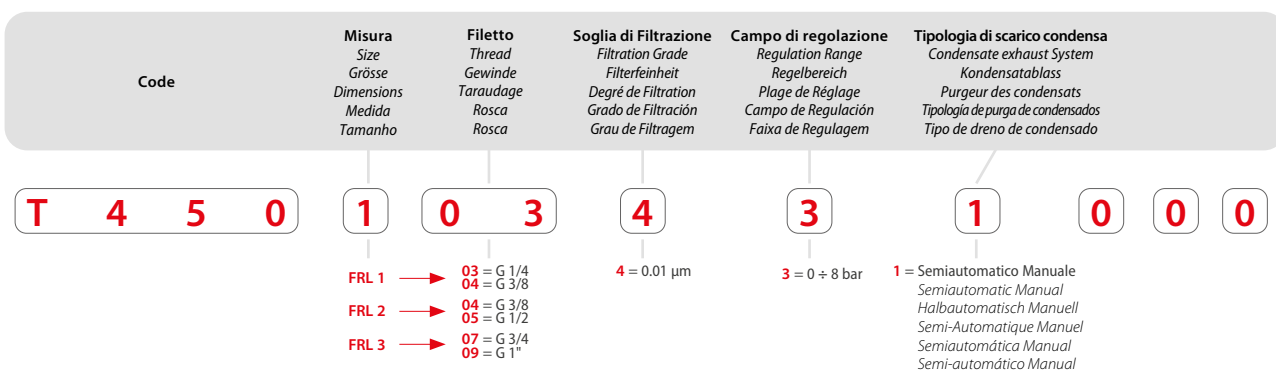 Code
Misura
Size
Grösse
Dimensions
Medida
Tamanho
Filetto
Thread
Gewinde
Taraudage
Rosca
Rosca
Soglia di Filtrazione
Filtration Grade
Filterfeinheit
Degré de Filtration
Grado de Filtración
Grau de Filtragem
Campo di regolazione
Regulation Range
Regelbereich
Plage de Réglage
Campo de Regulación
Faixa de Regulagem
Tipologia di scarico condensa
Condensate exhaust System
Kondensatablass
Purgeur des condensats
Tipología de purga de condensados
Tipo de dreno de condensado
T 4 5 0 1 0 3 4 3 1 0 0 0
FRL 1
03 = G 1/4
04 = G 3/8
FRL 2
04 = G 3/8
05 = G 1/2
FRL 3
07 = G 3/4
09 = G 1"
4 = 0.01 µm
3 = 0 ÷ 8 bar
1 = Semiautomatico Manuale
Semiautomatic Manual
Halbautomatisch Manuell
Semi-Automatique Manuel
Semiautomática Manual
Semi-automático Manual